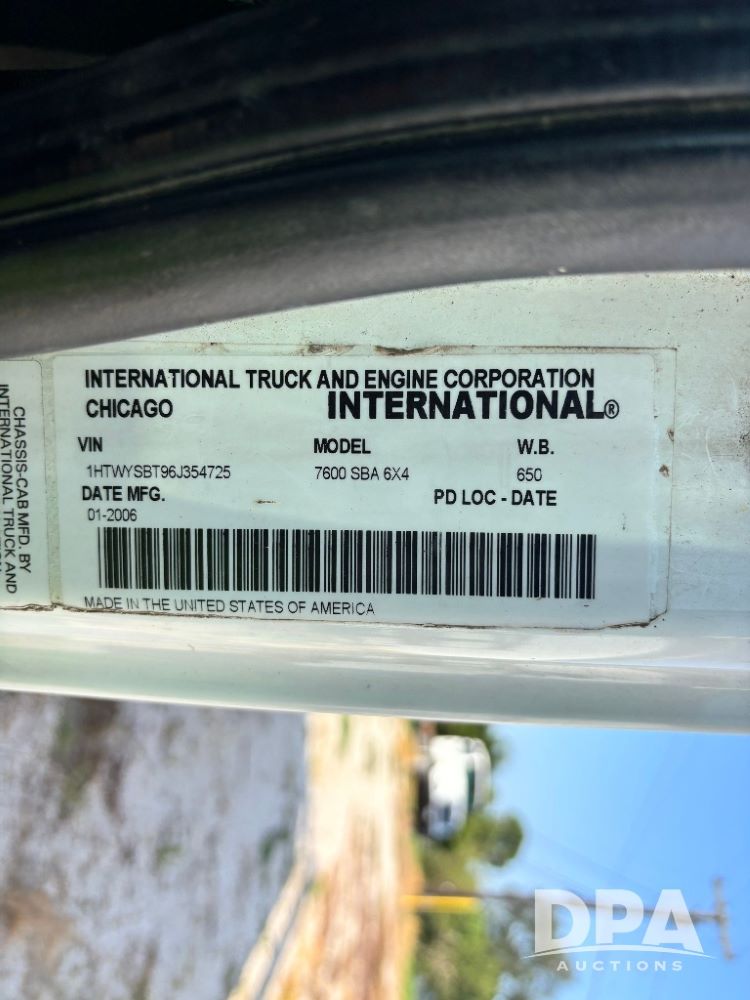 INTERNATIONAL TRUCK AND ENGINE CORPORATION
CHICAGO INTERNATIONAL®
VIN MODEL W.B.
1HTWYSBT96J354725 7600 SBA 6X4 650
DATE MFG. PD LOC - DATE
01-2006
MADE IN THE UNITED STATES OF AMERICA
CHASSIS-CAB MFD. BY
INTERNATIONAL TRUCK AND
DPA
AUCTIONS